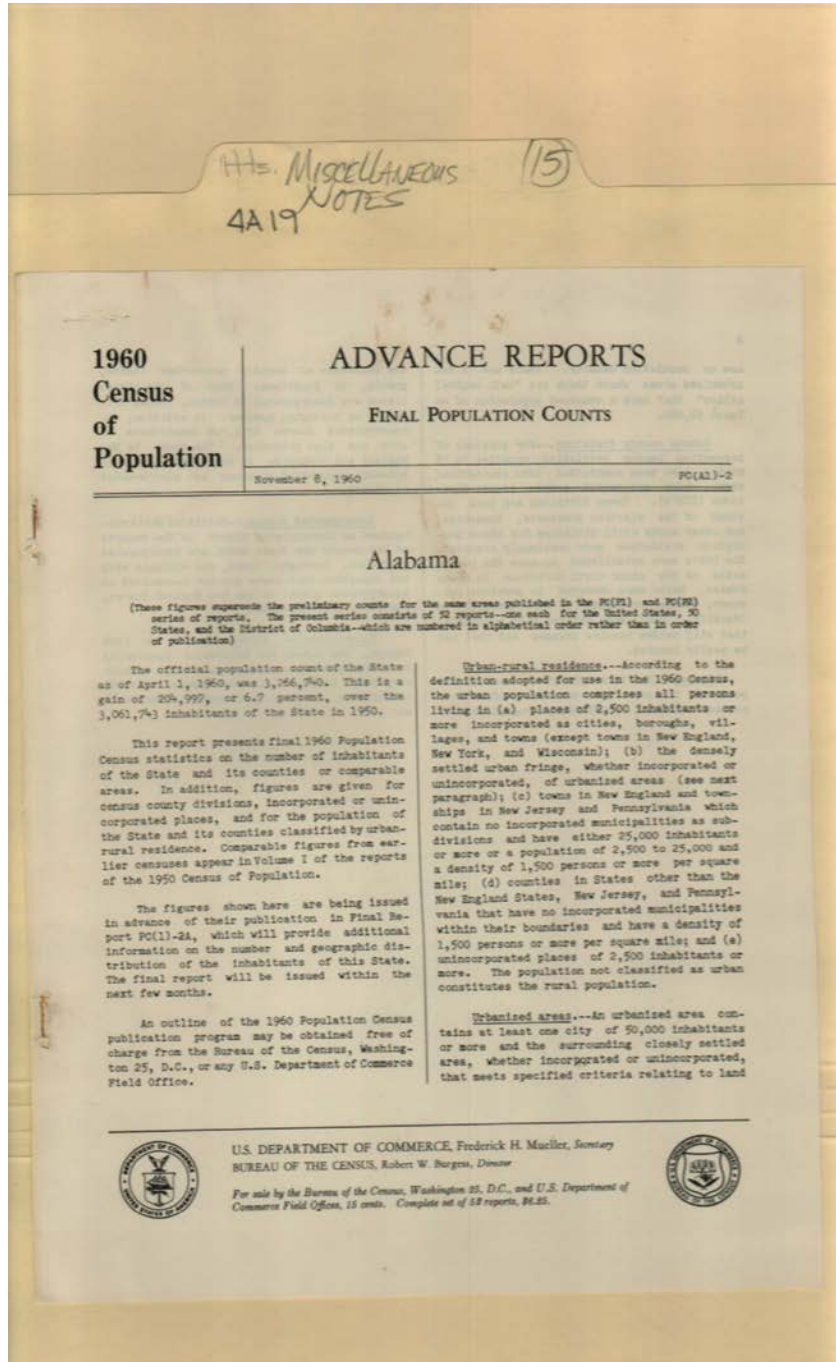 Hts. MISCELLANEOUS (15)
NOTES
4A19
1960
Census
of
Population
ADVANCE REPORTS
FINAL POPULATION COUNTS
November 8, 1960 PC(A1)-2
Alabama
(These figures supersede the preliminary counts for the same areas published in the PC(P1) and PC(P2)
series of reports. The present series consists of 52 reports--one each for the United States, 50
States, and the District of Columbia--which are numbered in alphabetical order rather than in order
of publication)
The official population count of the State
as of April 1, 1960, was 3,266,740. This is a
gain of 204,997, or 6.7 percent, over the
3,061,743 inhabitants of the State in 1950.
This report presents final 1960 Population
Census statistics on the number of inhabitants
of the State and its counties or comparable
areas. In addition, figures are given for
census county divisions, incorporated or unin-
corporated places, and for the population of
the State and its counties classified by urban-
rural residence. Comparable figures from ear-
lier censuses appear in Volume I of the reports
of the 1950 Census of Population.
The figures shown here are being issued
in advance of their publication in Final Re-
port PC(1)-2A, which will provide additional
information on the number and geographic dis-
tribution of the inhabitants of this State.
The final report will be issued within the
next few months.
An outline of the 1960 Population Census
publication program may be obtained free of
charge from the Bureau of the Census, Washing-
ton 25, D.C., or any U.S. Department of Commerce
Field Office.
Urban-rural residence.--According to the
definition adopted for use in the 1960 Census,
the urban population comprises all persons
living in (a) places of 2,500 inhabitants or
more incorporated as cities, boroughs, vil-
lages, and towns (except towns in New England,
New York, and Wisconsin); (b) the densely
settled urban fringe, whether incorporated or
unincorporated, of urbanized areas (see next
paragraph); (c) towns in New England and town-
ships in New Jersey and Pennsylvania which
contain no incorporated municipalities as sub-
divisions and have either 25,000 inhabitants
or more or a population of 2,500 to 25,000 and
a density of 1,500 persons or more per square
mile; (d) counties in States other than the
New England States, New Jersey, and Pennsyl-
vania that have no incorporated municipalities
within their boundaries and have a density of
1,500 persons or more per square mile; and (e)
unincorporated places of 2,500 inhabitants or
more. The population not classified as urban
constitutes the rural population.
Urbanized areas.--An urbanized area con-
tains at least one city of 50,000 inhabitants
or more and the surrounding closely settled
area, whether incorporated or unincorporated,
that meets specified criteria relating to land
DEPARTMENT OF COMMERCE
UNITED STATES OF AMERICA
U.S. DEPARTMENT OF COMMERCE, Frederick H. Mueller, Secretary
BUREAU OF THE CENSUS, Robert W. Burgess, Director
For sale by the Bureau of the Census, Washington 25, D.C., and U.S. Department of
Commerce Field Offices, 15 cents. Complete set of 52 reports, $6.25.